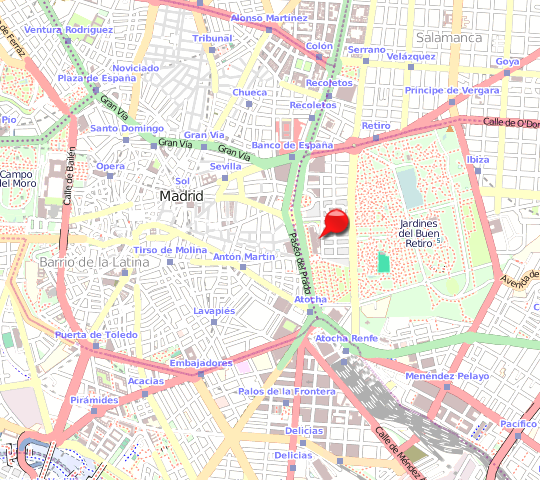 Alonso Martínez
Ventura Rodríguez
Tribunal
Colón
Salamanca
de Ferraz
Serrano
Velázquez
Goya
Noviciado
Plaza de España
Recoletos
Chueca
Príncipe de Vergara
Gran Vía
Recoletos
Pío
Santo Domingo
Gran Vía
Retiro
Calle de O'Don
Gran Vía
Gran Vía
Banco de España
Calle de Bailén
Opera
Sevilla
Ibiza
Campo
del Moro
Sol
Madrid
Jardines
del Buen
Retiro
Paseo del Prado
Tirso de Molina
Antón Martín
Barrio de la Latina
Avenida de
Atocha
Lavapiés
Puerta de Toledo
Atocha Renfe
Embajadores
Acacias
Menéndez Pelayo
Pirámides
Palos de la Frontera
Pacífico
Delicias
Calle de Méndez A
Delicias